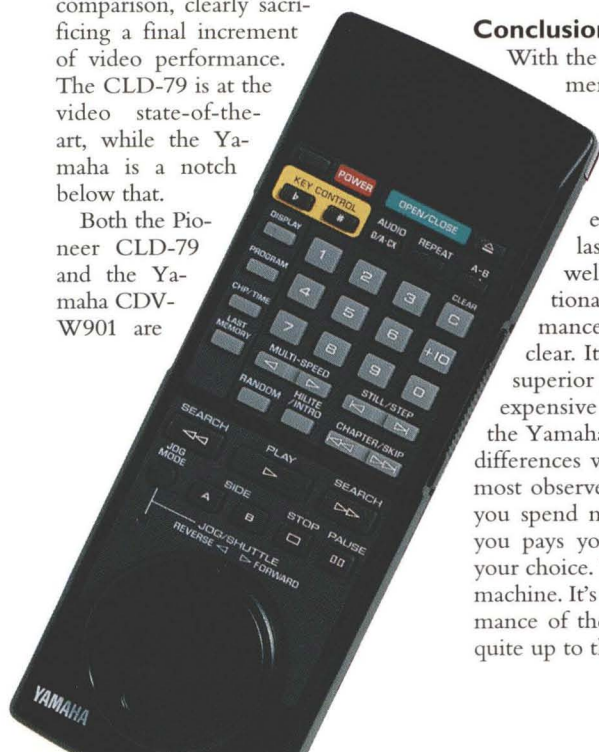 comparison, clearly sacri-
ficing a final increment
of video performance.
The CLD-79 is at the
video state-of-the-
art, while the Ya-
maha is a notch
below that.
Both the Pio-
neer CLD-79
and the Ya-
maha CDV-
W901 are
POWER
KEY CONTROL
OPEN/CLOSE
♭ #
DISPLAY
AUDIO
D/A·CX
REPEAT
A-B
1 2 3
CLEAR
C
PROGRAM
4 5 6 +10
CHP/TIME
7 8 9 0
LAST
MEMORY
MULTI-SPEED
STILL/STEP
RANDOM
HILITE
/INTRO
CHAPTER/SKIP
SEARCH
PLAY
SEARCH
JOG
MODE
SIDE
A B
STOP
PAUSE
JOG/SHUTTLE
REVERSE FORWARD
YAMAHA
Conclusion
With the
mer
e
las
wel
tiona
mance
clear. It
superior
expensive
the Yamaha
differences v
most observe
you spend n
you pays yo
your choice.
machine. It's
mance of the
quite up to th